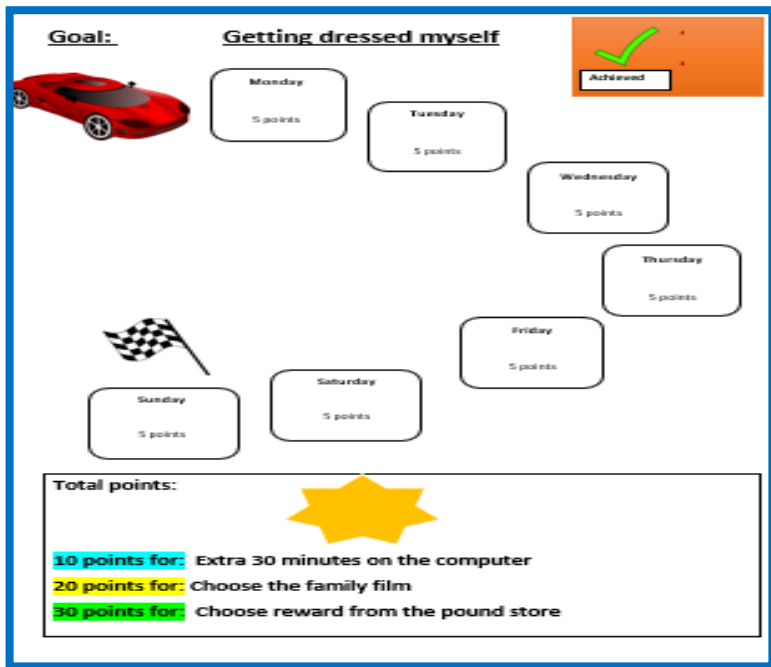 Goal: Getting dressed myself
Achieved
Monday
5 points
Tuesday
5 points
Wednesday
5 points
Thursday
5 points
Friday
5 points
Saturday
5 points
Sunday
5 points
Total points:
10 points for: Extra 30 minutes on the computer
20 points for: Choose the family film
30 points for: Choose reward from the pound store